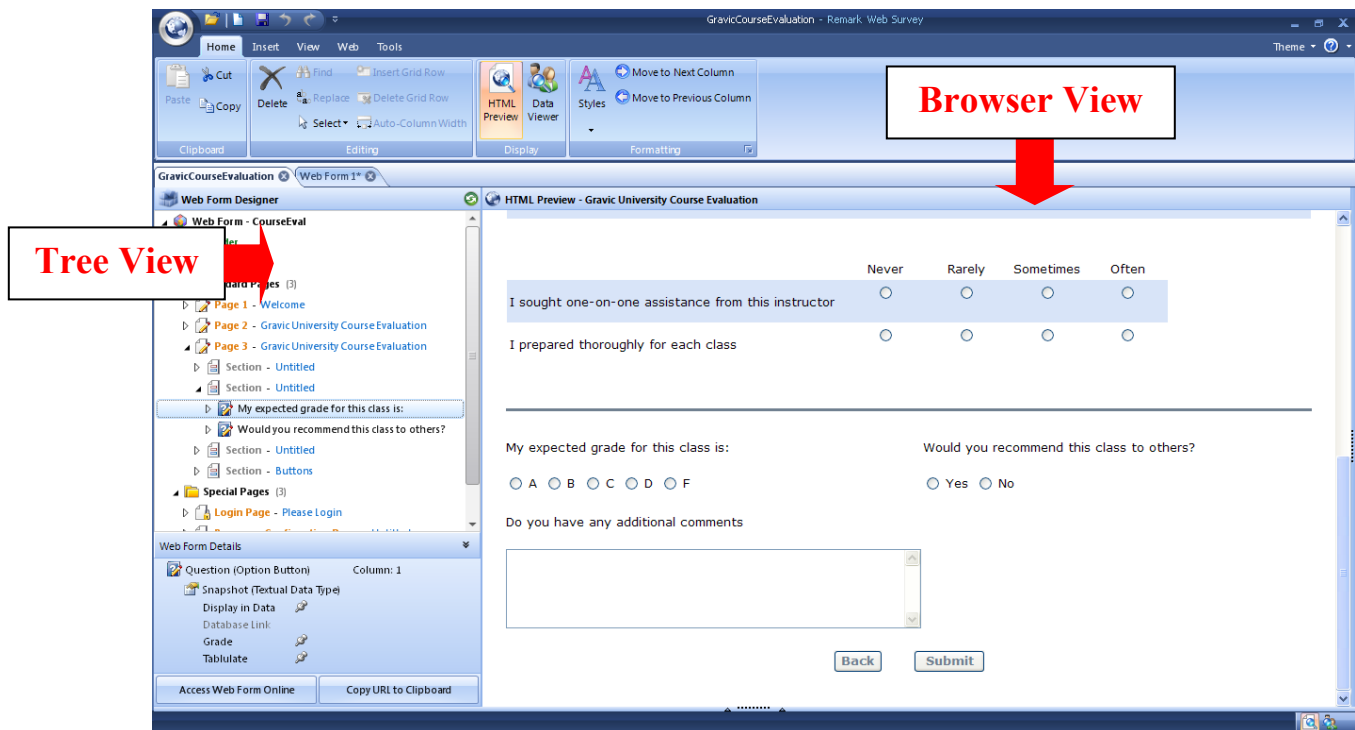 GravicCourseEvaluation - Remark Web Survey
Home Insert View Web Tools
Theme
Paste
Cut
Copy
Clipboard
Delete
Find
Replace
Select
Insert Grid Row
Delete Grid Row
Auto-Column Width
Editing
HTML Preview
Data Viewer
Display
Styles
Move to Next Column
Move to Previous Column
Formatting
Browser View
GravicCourseEvaluation Web Form 1*
Web Form Designer
HTML Preview - Gravic University Course Evaluation
Tree View
Web Form - CourseEval
Pages (3)
Page 1 - Welcome
Page 2 - Gravic University Course Evaluation
Page 3 - Gravic University Course Evaluation
Section - Untitled
Section - Untitled
My expected grade for this class is:
Would you recommend this class to others?
Section - Untitled
Section - Buttons
Special Pages (3)
Login Page - Please Login
Web Form Details
Question (Option Button) Column: 1
Snapshot (Textual Data Type)
Display in Data
Database Link
Grade
Tablulate
Access Web Form Online Copy URL to Clipboard
Never Rarely Sometimes Often
I sought one-on-one assistance from this instructor
I prepared thoroughly for each class
My expected grade for this class is:
A B C D F
Would you recommend this class to others?
Yes No
Do you have any additional comments
Back Submit